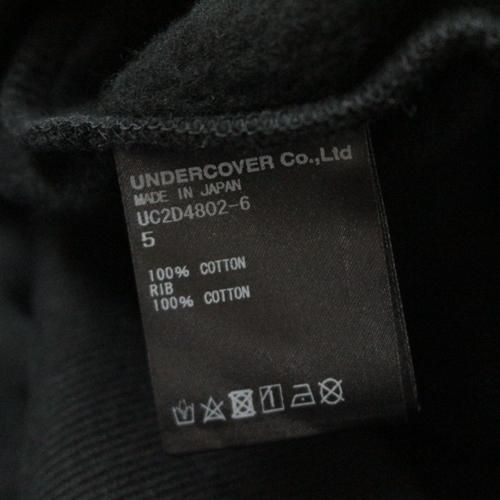 UNDERCOVER Co.,Ltd
MADE IN JAPAN
UC2D4802-6
5
100% COTTON
RIB
100% COTTON